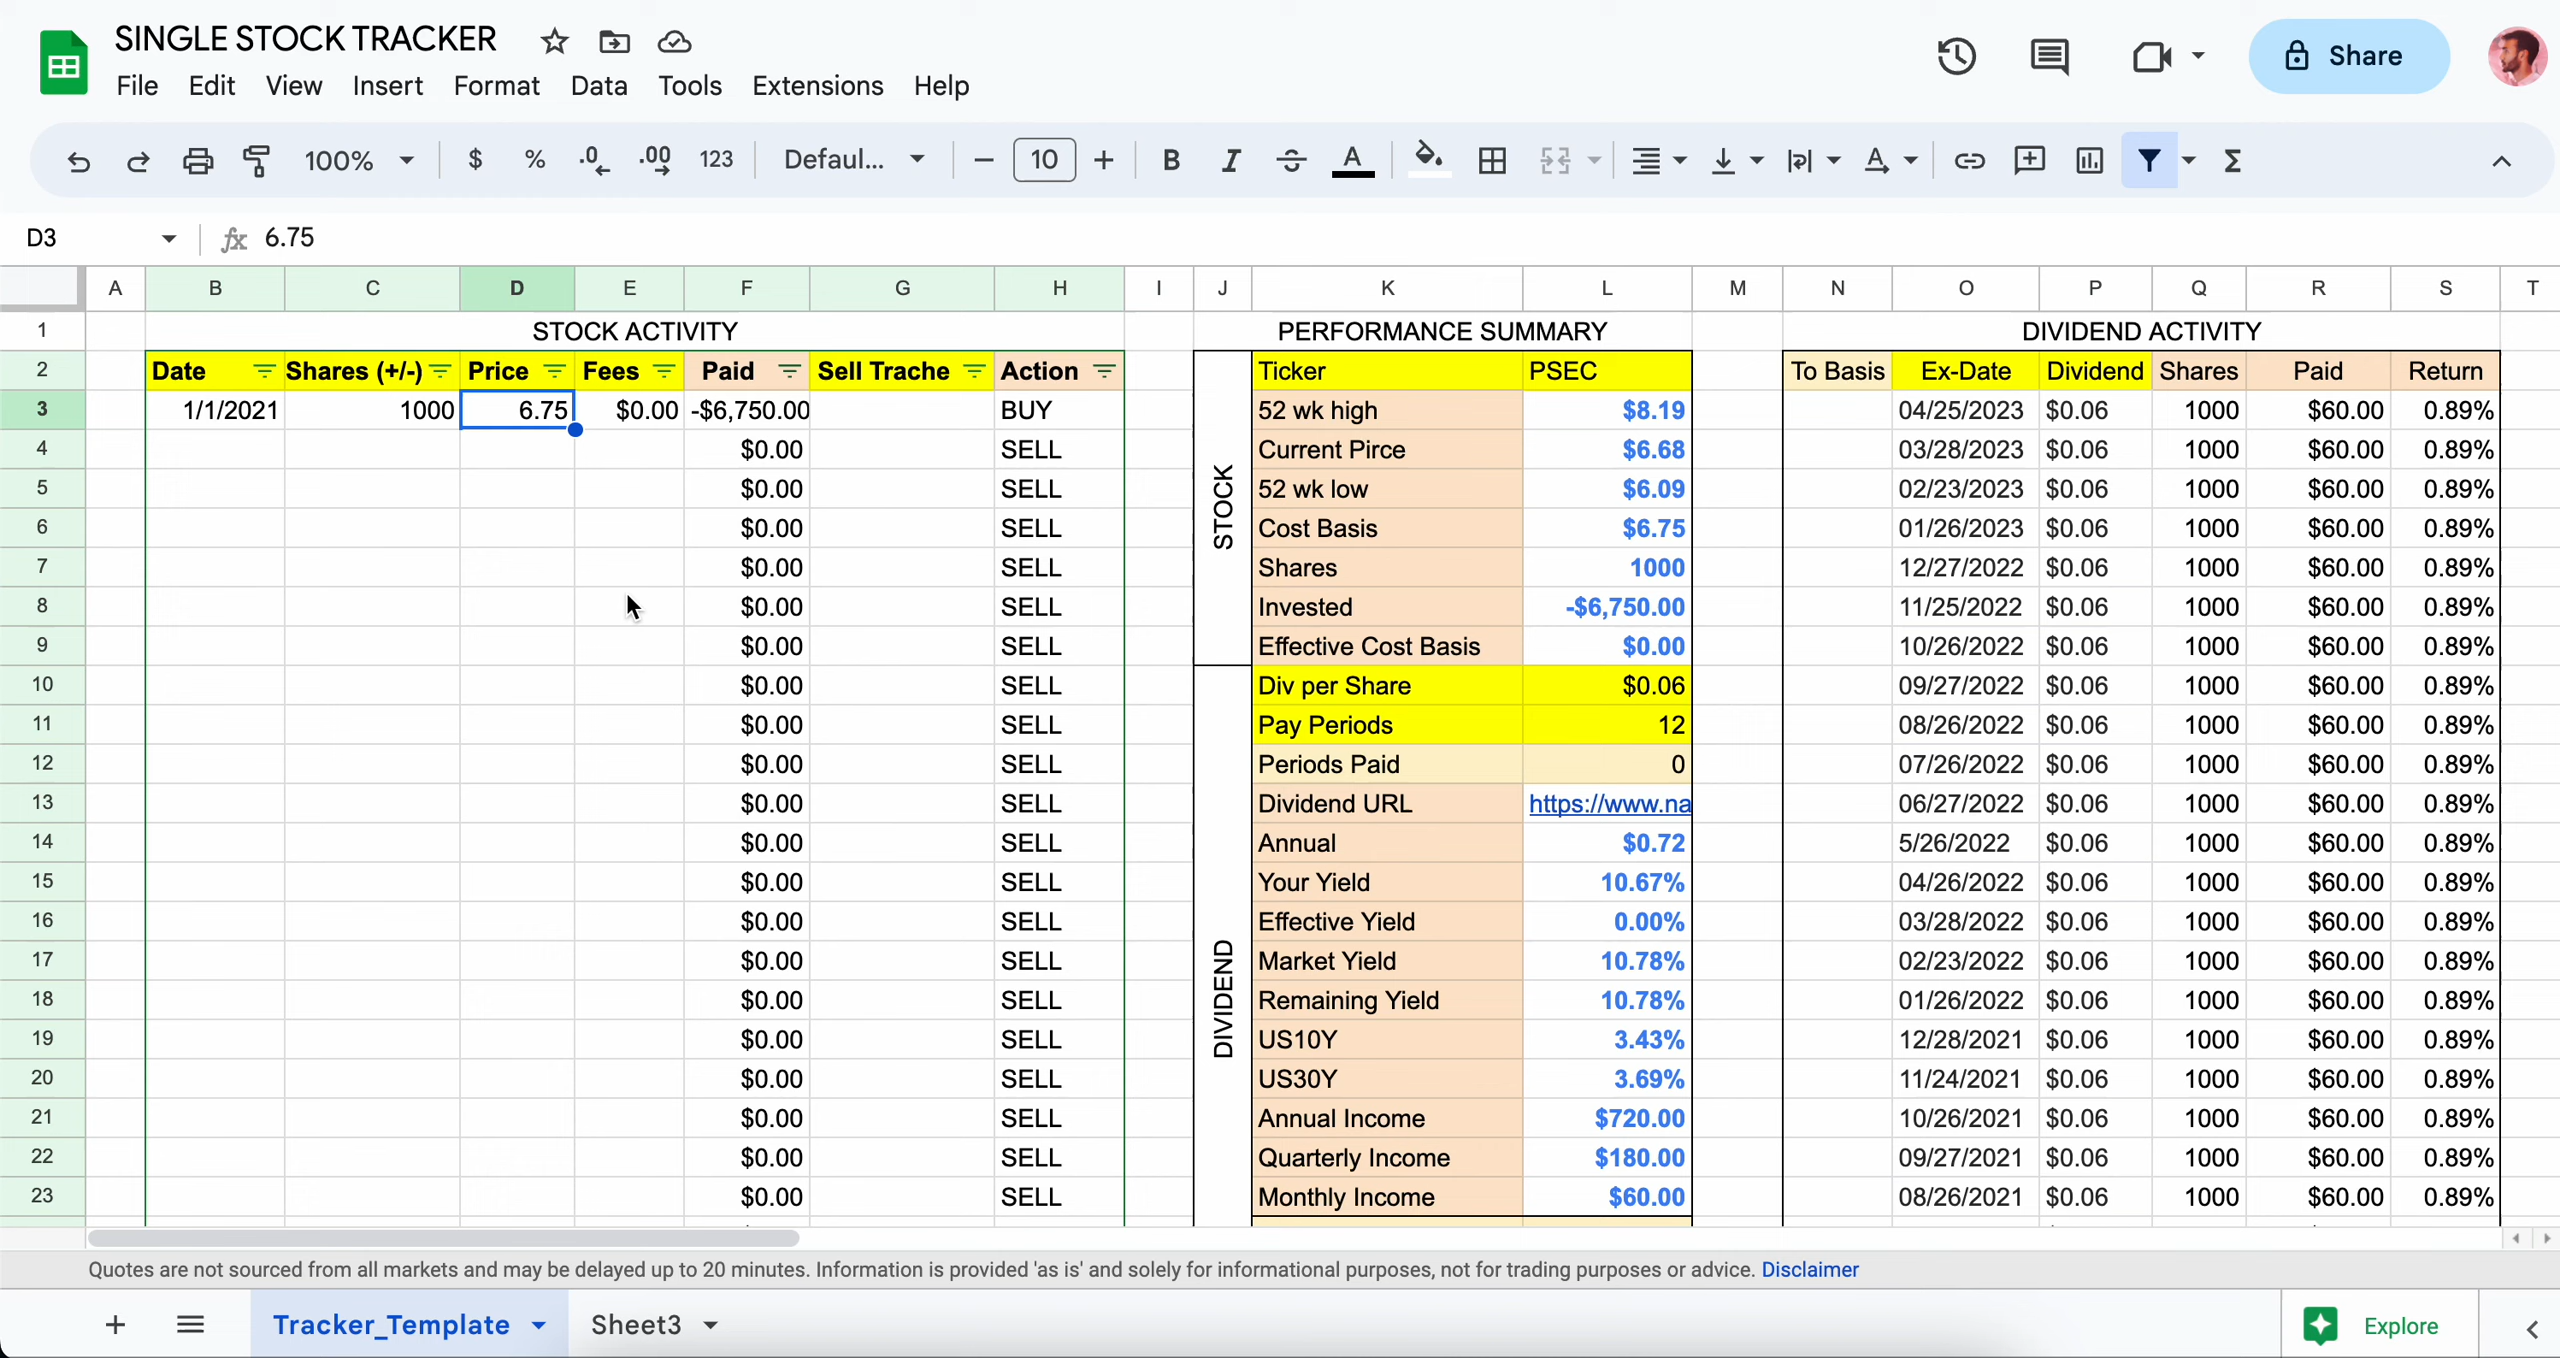 SINGLE STOCK TRACKER
File Edit View Insert Format Data Tools Extensions Help
Share
100% $ % .0 .00 123 Defaul... 10 B I S A A Σ
D3 fx 6.75
A B C D E F G H I J K L M N O P Q R S T
1 STOCK ACTIVITY PERFORMANCE SUMMARY DIVIDEND ACTIVITY
2 Date Shares (+/-) Price Fees Paid Sell Trache Action Ticker PSEC To Basis Ex-Date Dividend Shares Paid Return
3 1/1/2021 1000 6.75 $0.00 -$6,750.00 BUY 52 wk high $8.19 04/25/2023 $0.06 1000 $60.00 0.89%
4 $0.00 SELL Current Pirce $6.68 03/28/2023 $0.06 1000 $60.00 0.89%
5 $0.00 SELL 52 wk low $6.09 02/23/2023 $0.06 1000 $60.00 0.89%
STOCK
6 $0.00 SELL Cost Basis $6.75 01/26/2023 $0.06 1000 $60.00 0.89%
7 $0.00 SELL Shares 1000 12/27/2022 $0.06 1000 $60.00 0.89%
8 $0.00 SELL Invested -$6,750.00 11/25/2022 $0.06 1000 $60.00 0.89%
9 $0.00 SELL Effective Cost Basis $0.00 10/26/2022 $0.06 1000 $60.00 0.89%
10 $0.00 SELL Div per Share $0.06 09/27/2022 $0.06 1000 $60.00 0.89%
11 $0.00 SELL Pay Periods 12 08/26/2022 $0.06 1000 $60.00 0.89%
12 $0.00 SELL Periods Paid 0 07/26/2022 $0.06 1000 $60.00 0.89%
13 $0.00 SELL Dividend URL https://www.na 06/27/2022 $0.06 1000 $60.00 0.89%
14 $0.00 SELL Annual $0.72 5/26/2022 $0.06 1000 $60.00 0.89%
15 $0.00 SELL Your Yield 10.67% 04/26/2022 $0.06 1000 $60.00 0.89%
16 $0.00 SELL Effective Yield 0.00% 03/28/2022 $0.06 1000 $60.00 0.89%
17 $0.00 SELL Market Yield 10.78% 02/23/2022 $0.06 1000 $60.00 0.89%
DIVIDEND
18 $0.00 SELL Remaining Yield 10.78% 01/26/2022 $0.06 1000 $60.00 0.89%
19 $0.00 SELL US10Y 3.43% 12/28/2021 $0.06 1000 $60.00 0.89%
20 $0.00 SELL US30Y 3.69% 11/24/2021 $0.06 1000 $60.00 0.89%
21 $0.00 SELL Annual Income $720.00 10/26/2021 $0.06 1000 $60.00 0.89%
22 $0.00 SELL Quarterly Income $180.00 09/27/2021 $0.06 1000 $60.00 0.89%
23 $0.00 SELL Monthly Income $60.00 08/26/2021 $0.06 1000 $60.00 0.89%
Quotes are not sourced from all markets and may be delayed up to 20 minutes. Information is provided 'as is' and solely for informational purposes, not for trading purposes or advice. Disclaimer
Tracker_Template Sheet3 Explore